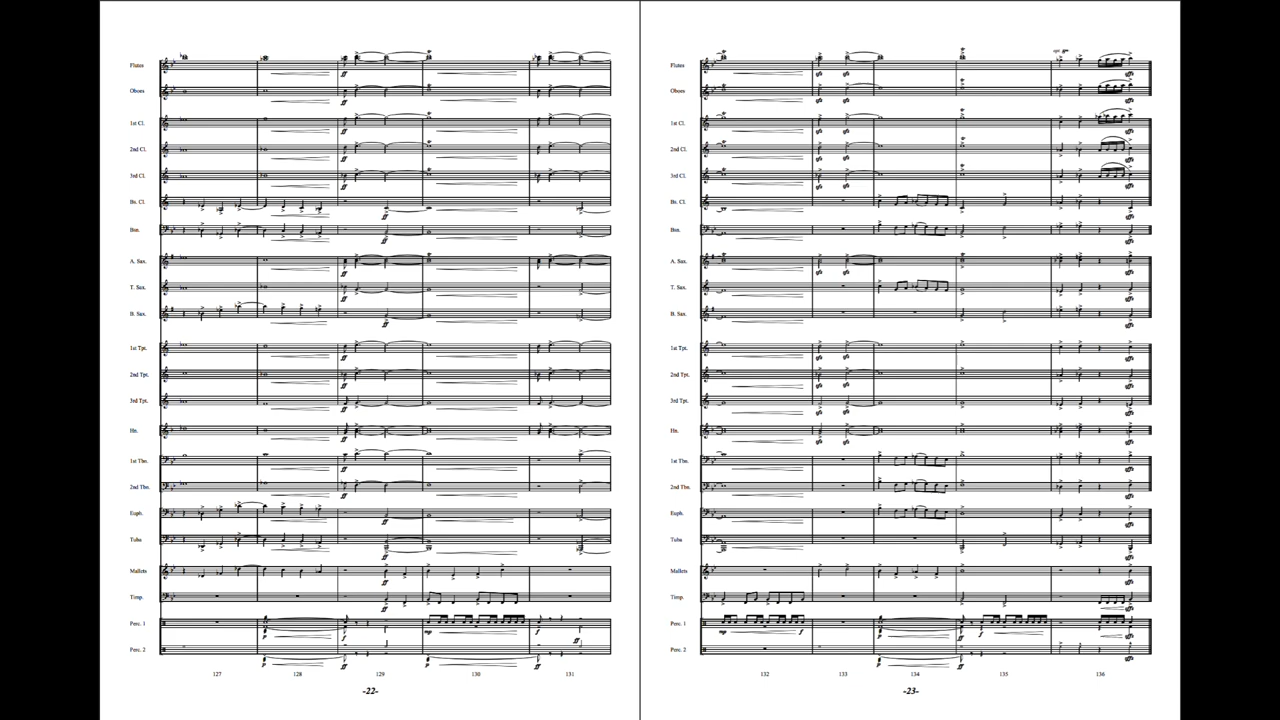 Flutes
Oboes
1st Cl.
2nd Cl.
3rd Cl.
Bs. Cl.
Bsn.
A. Sax.
T. Sax.
B. Sax.
1st Tpt.
2nd Tpt.
3rd Tpt.
Hn.
1st Tbn.
2nd Tbn.
Euph.
Tuba
Mallets
Timp.
Perc. 1
Perc. 2
127 128 129 130 131
-22-
Flutes
Oboes
1st Cl.
2nd Cl.
3rd Cl.
Bs. Cl.
Bsn.
A. Sax.
T. Sax.
B. Sax.
1st Tpt.
2nd Tpt.
3rd Tpt.
Hn.
1st Tbn.
2nd Tbn.
Euph.
Tuba
Mallets
Timp.
Perc. 1
Perc. 2
132 133 134 135 136
-23-